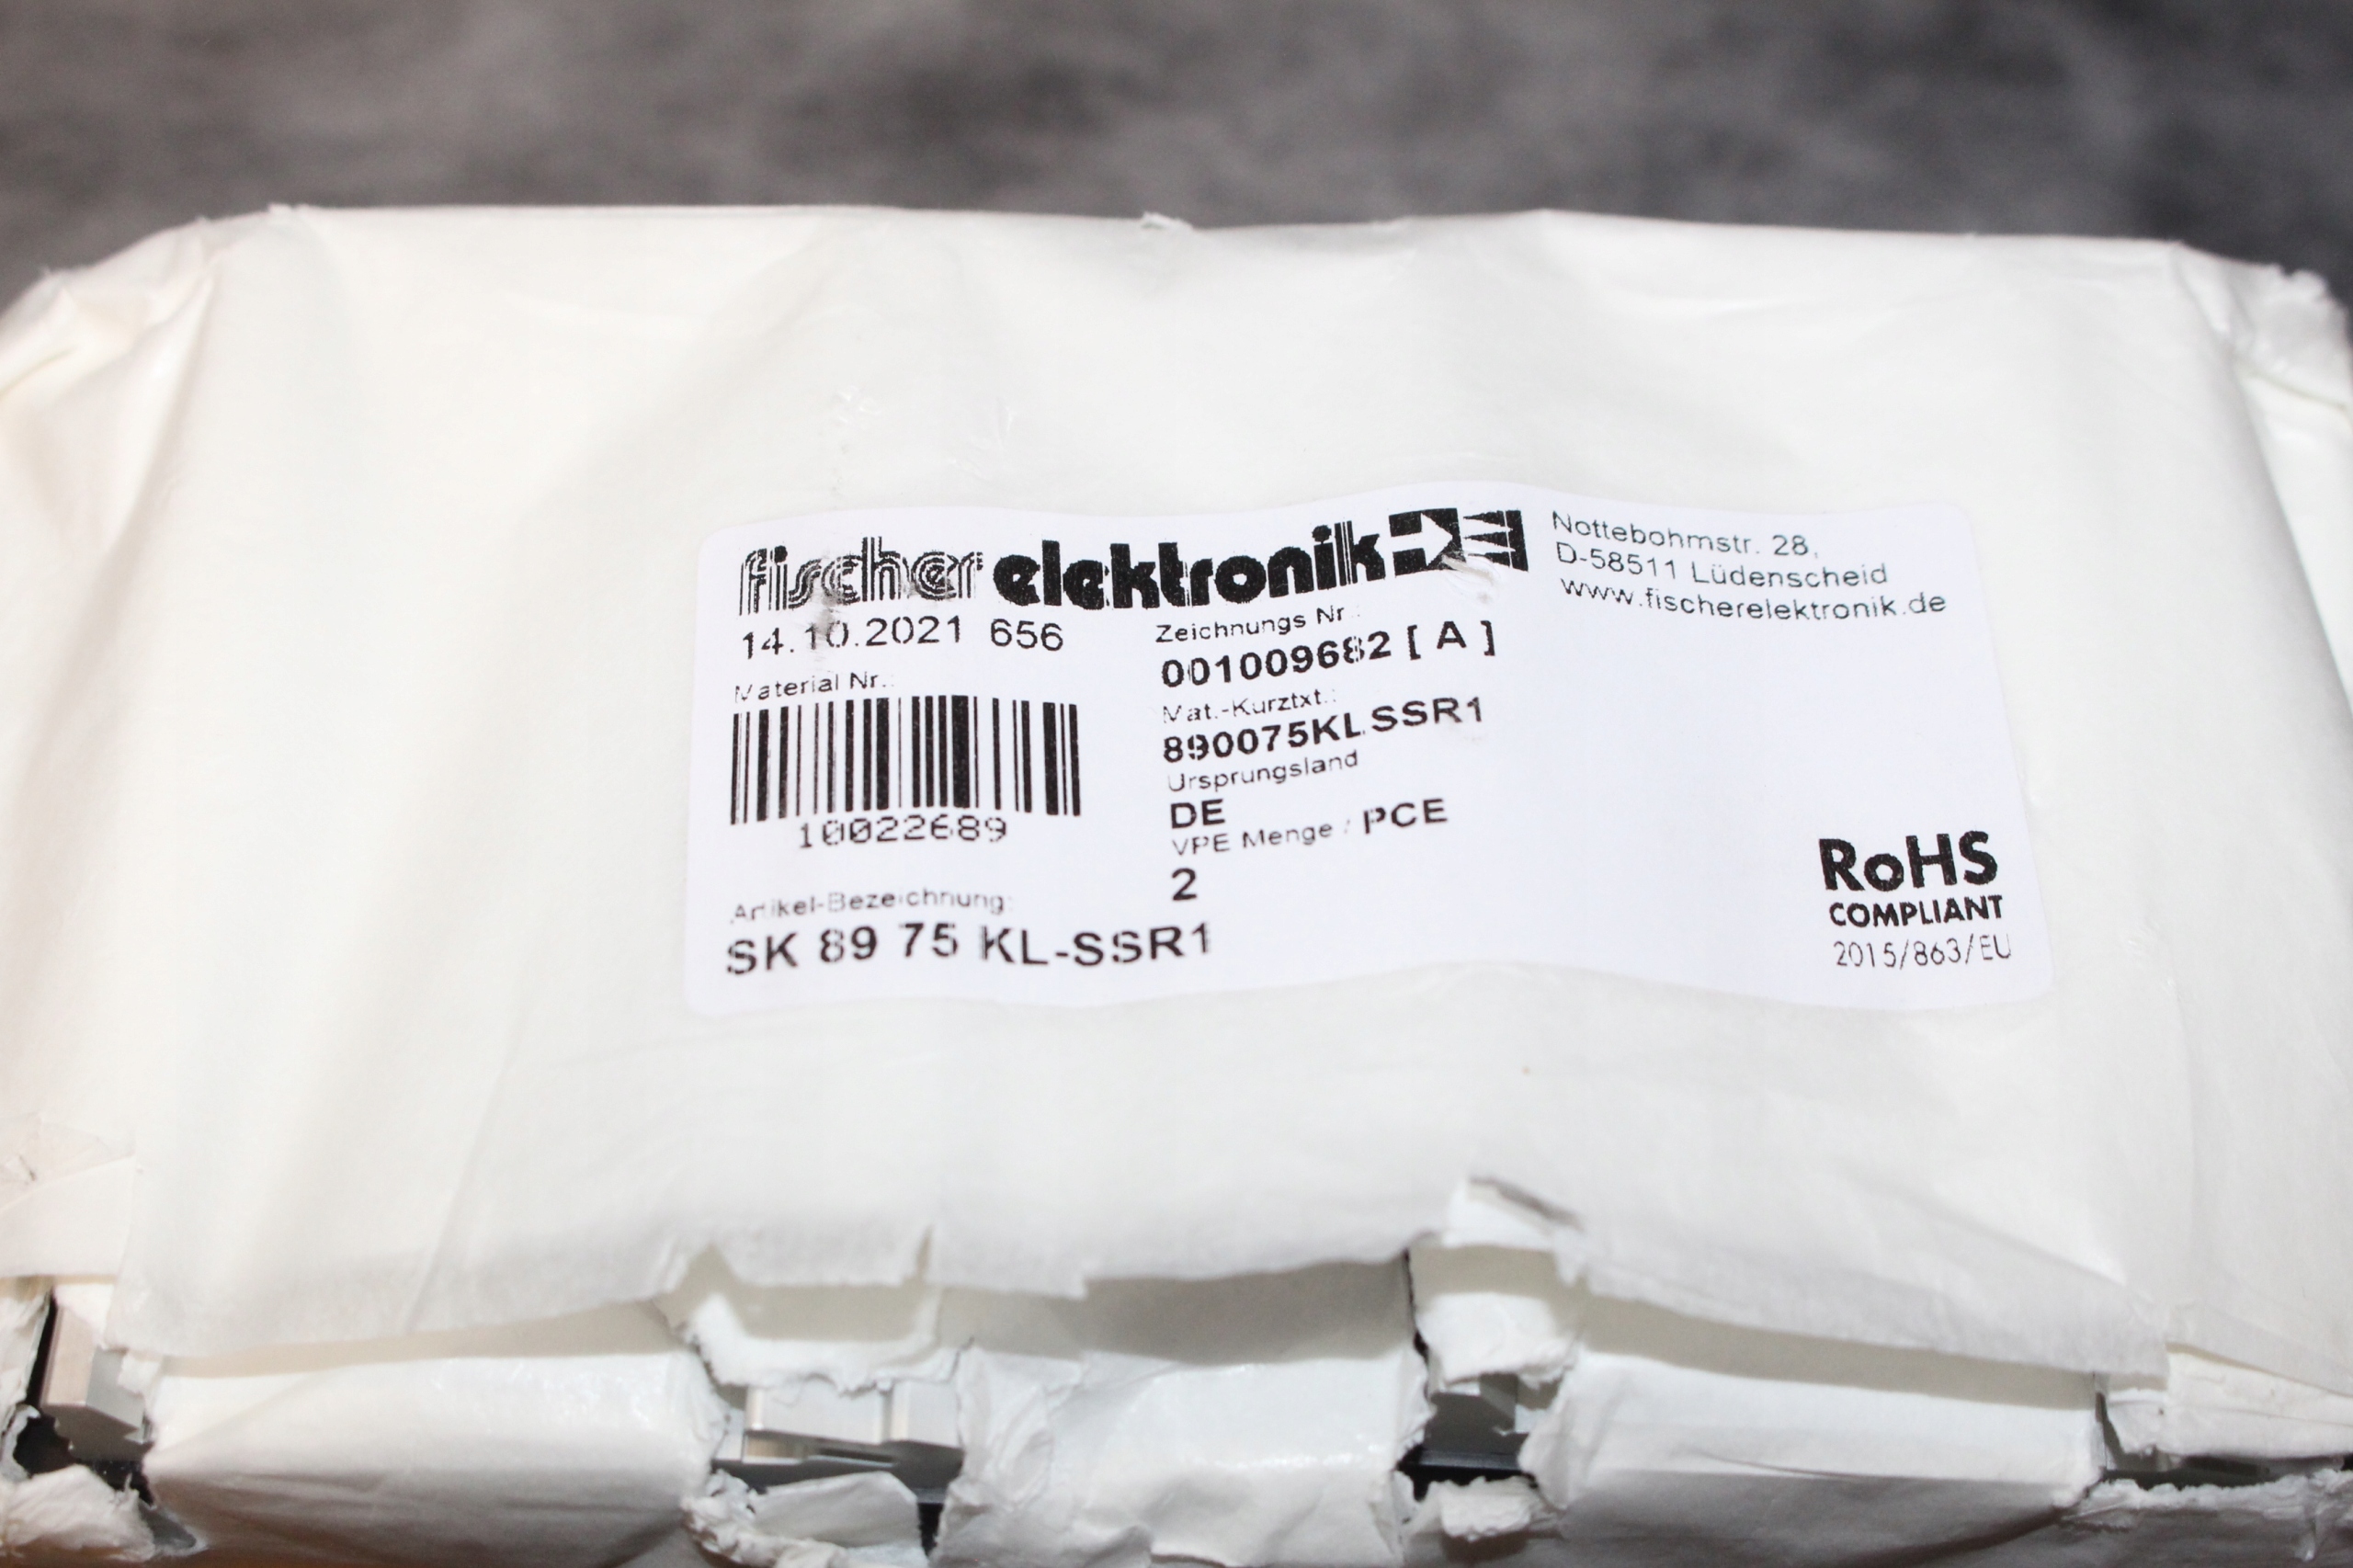 fischer elektronik
Nottebohmstr. 28,
D-58511 Lüdenscheid
www.fischerelektronik.de
14.10.2021 656
Material Nr.:
10022689
Artikel-Bezeichnung:
SK 89 75 KL-SSR1
Zeichnungs Nr.:
001009682 [ A ]
Mat.-Kurztxt.:
890075KLSSR1
Ursprungsland
DE
VPE Menge / PCE
2
RoHS
COMPLIANT
2015/863/EU